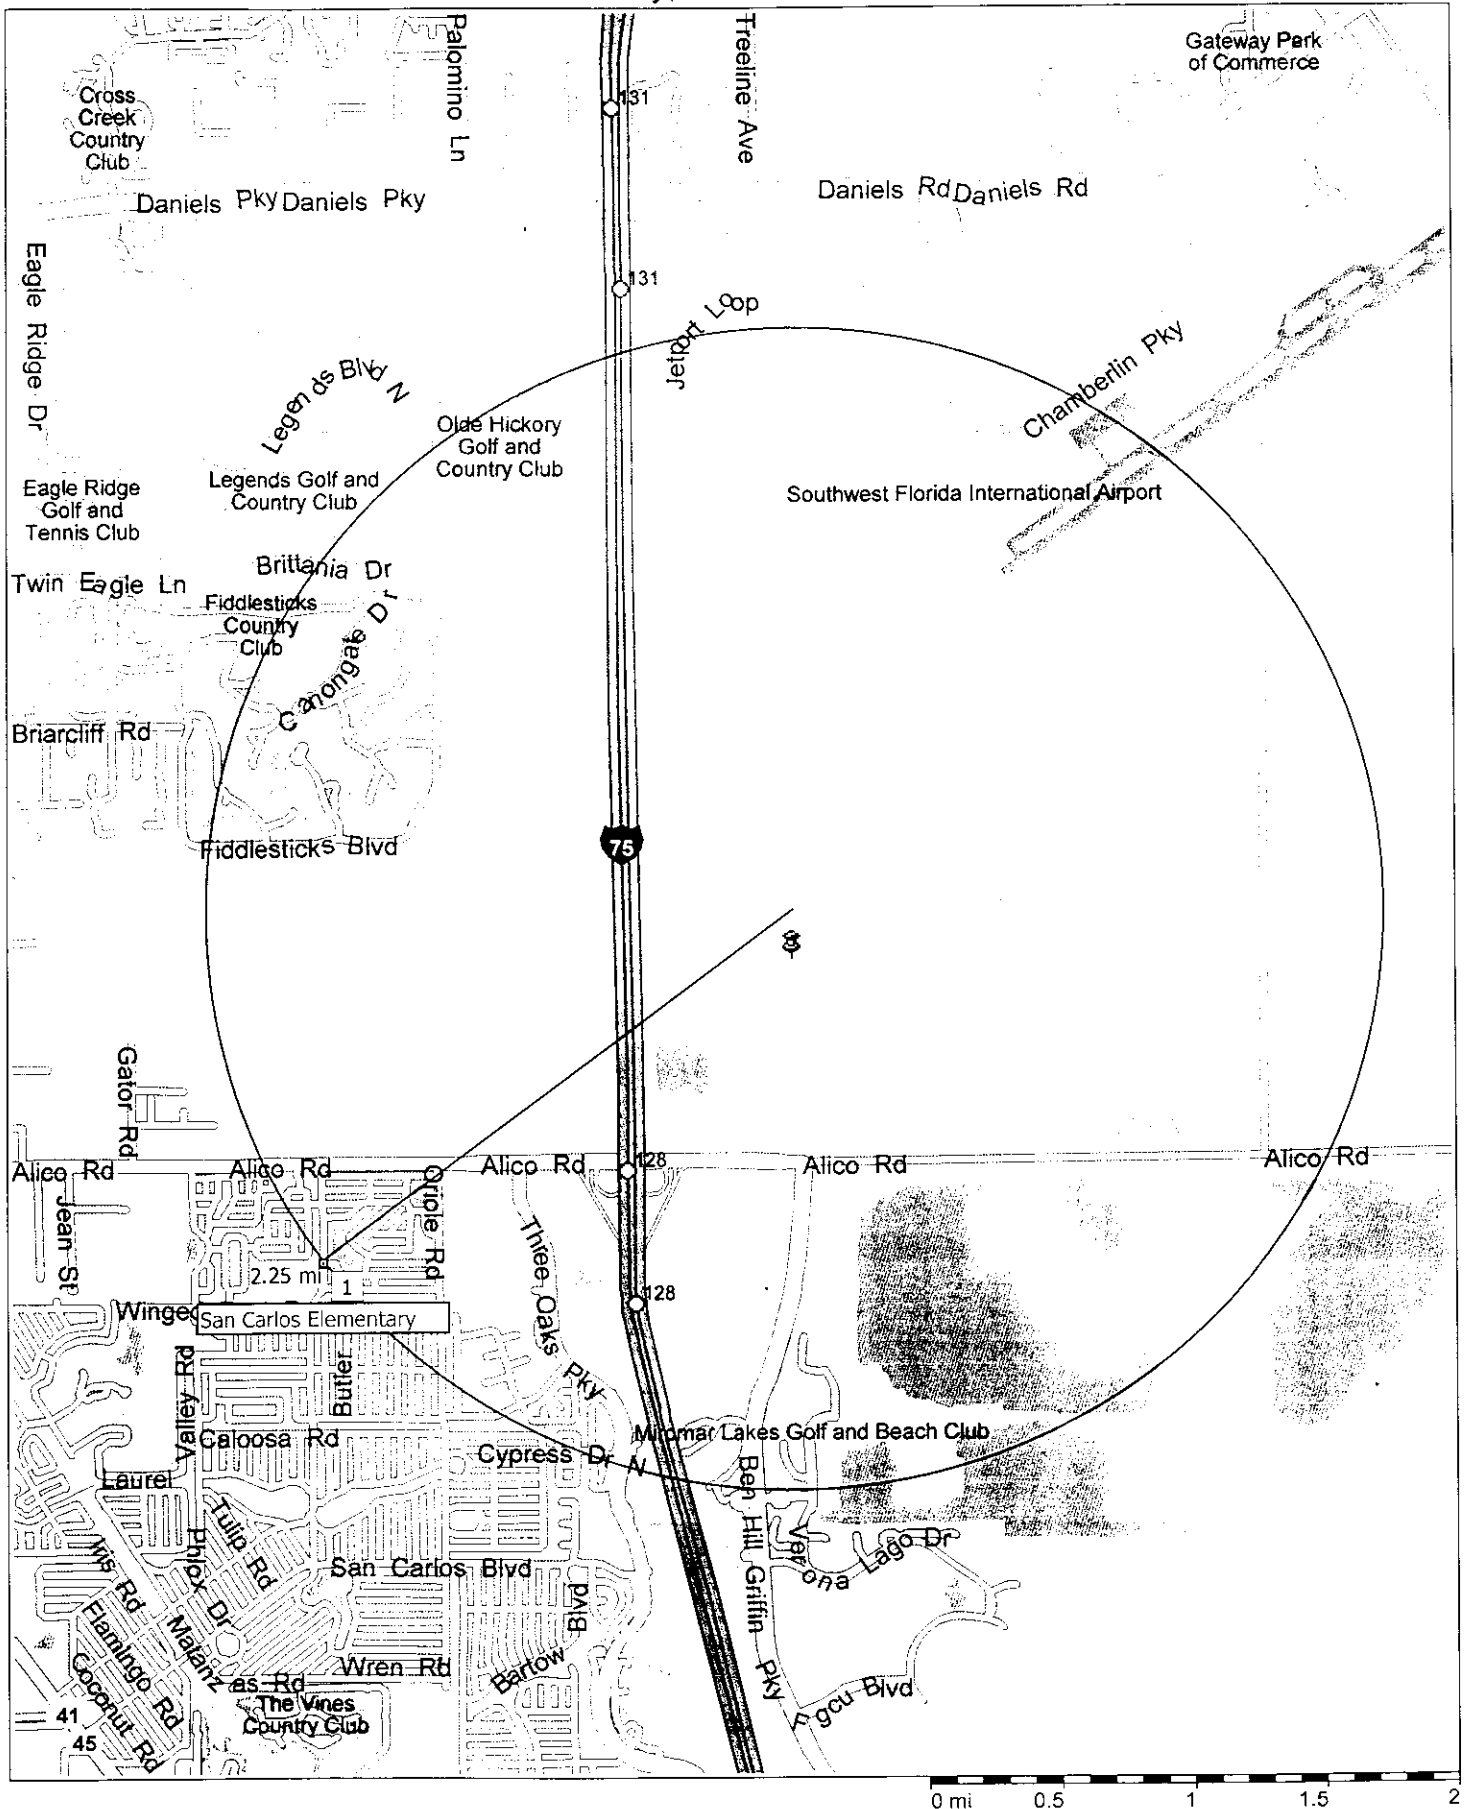 Palomino Ln
Treeline Ave
Gateway Park
of Commerce
Cross
Creek
Country
Club
131
Daniels Pky Daniels Pky
Daniels Rd Daniels Rd
Eagle Ridge Dr
131
Jetport Loop
Chamberlin Pky
Legends Blvd N
Olde Hickory
Golf and
Country Club
Legends Golf and
Country Club
Eagle Ridge
Golf and
Tennis Club
Southwest Florida International Airport
Brittania Dr
Twin Eagle Ln
Fiddlesticks
Country
Club
Canongate Dr
Briarcliff Rd
Fiddlesticks Blvd
75
Gator Rd
Alico Rd
Alico Rd
Alico Rd
128
Alico Rd
Alico Rd
Jean St
Oriole Rd
Three Oaks Pky
2.25 mi
1
128
San Carlos Elementary
Valley Rd
Butler
Caloosa Rd
Cypress Dr N
Miromar Lakes Golf and Beach Club
Laurel
Ben Hill Griffin Pky
Tulip Rd
Phlox Dr
Iris Rd
Verona Lago Dr
San Carlos Blvd
Blvd
Flamingo Rd
Matanzas Rd
Wren Rd
Bartow
Coconut Rd
The Vines
Country Club
Fgcu Blvd
41
45
0 mi 0.5 1 1.5 2